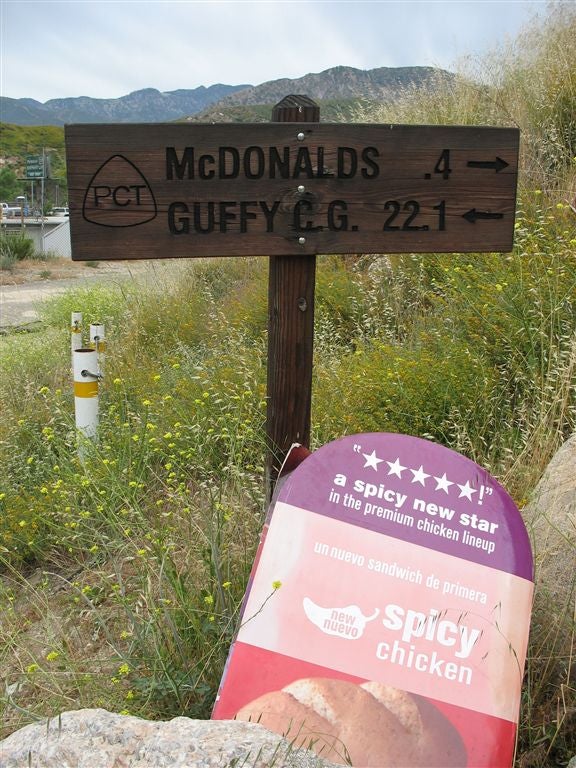 PCT
McDONALDS .4 →
GUFFY C.G. 22.1 ←
"★★★★★!"
a spicy new star
in the premium chicken lineup
un nuevo sandwich de primera
new
nuevo
spicy
chicken